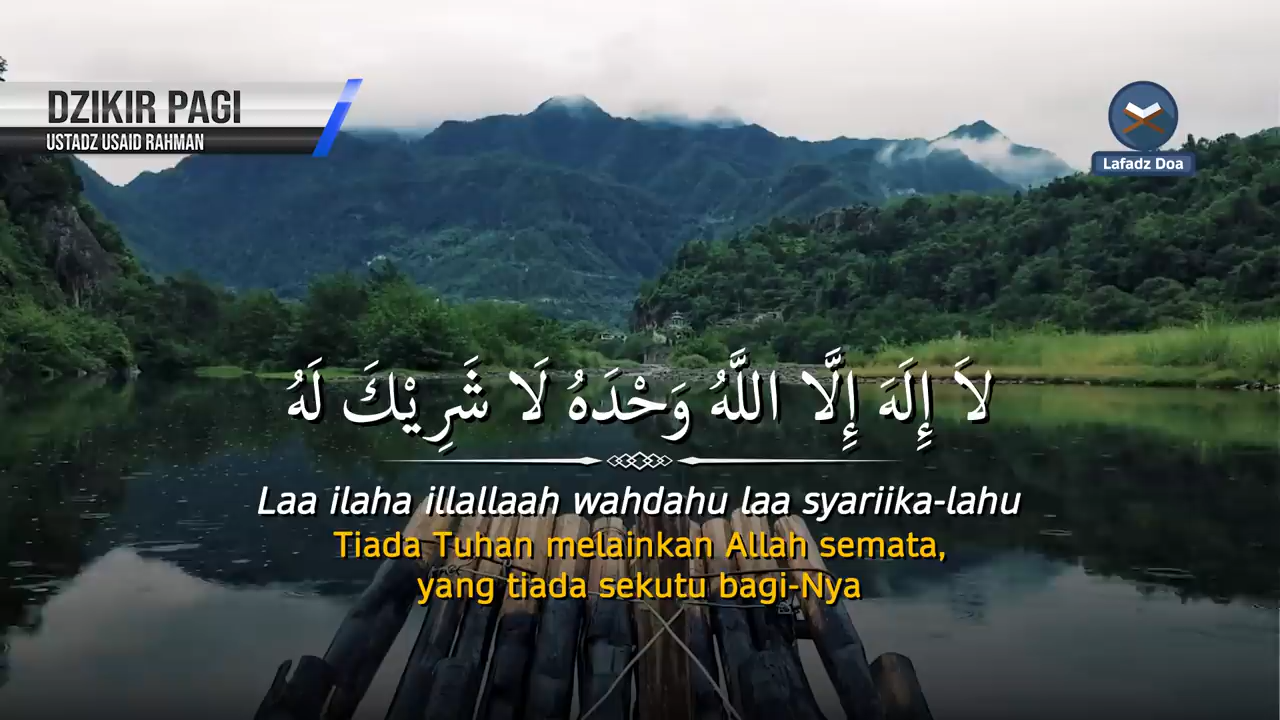 DZIKIR PAGI
USTADZ USAID RAHMAN
Lafadz Doa
لاَ إِلَهَ إِلَّا اللَّهُ وَحْدَهُ لَا شَرِيْكَ لَهُ
Laa ilaha illallaah wahdahu laa syariika-lahu
Tiada Tuhan melainkan Allah semata,
yang tiada sekutu bagi-Nya